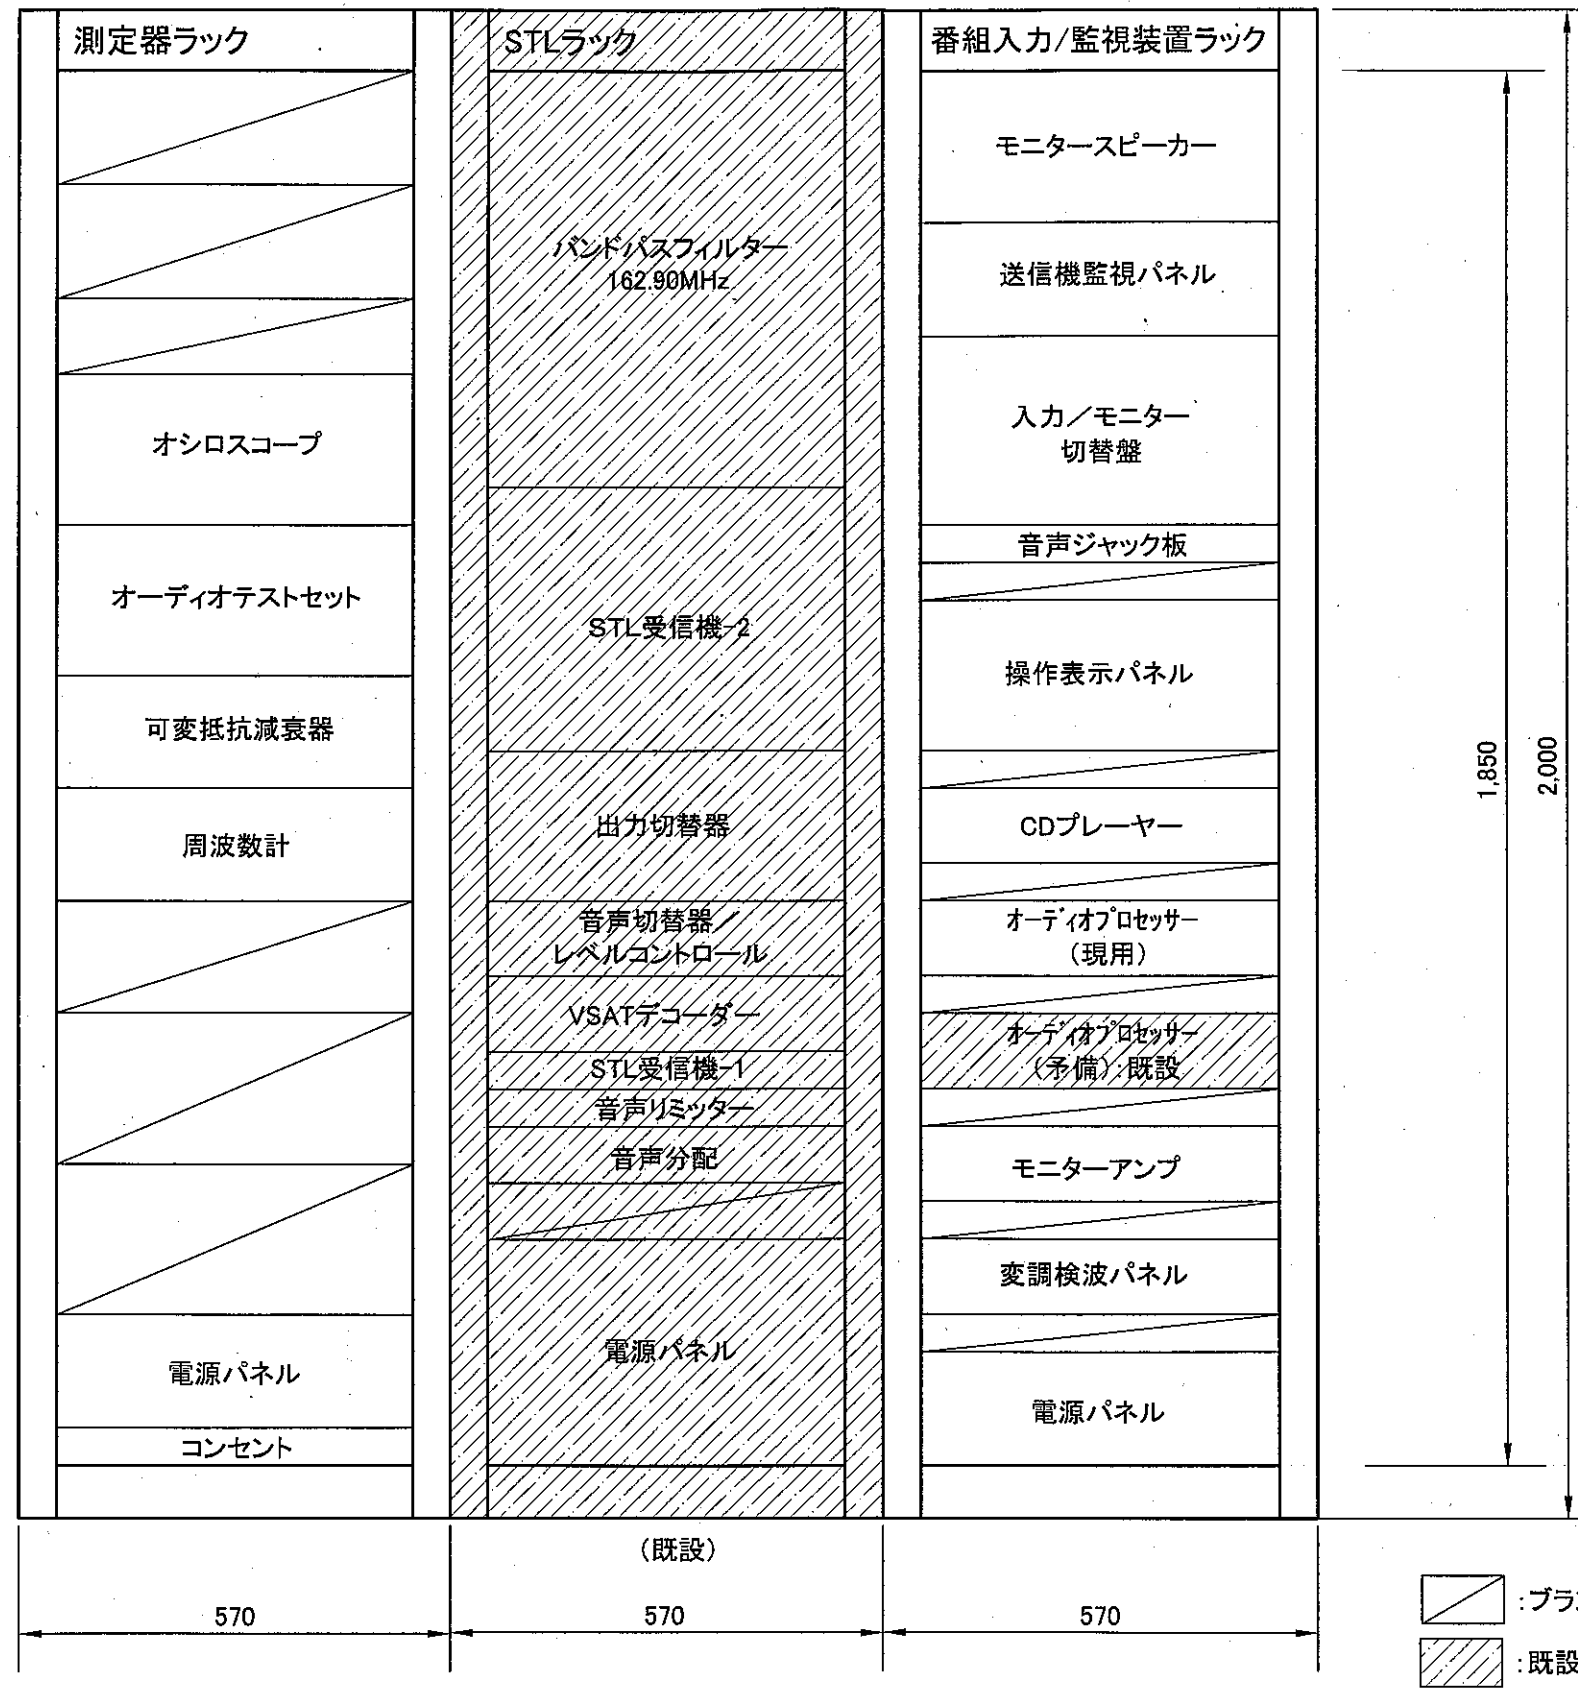 測定器ラック
オシロスコープ
オーディオテストセット
可変抵抗減衰器
周波数計
電源パネル
コンセント
STLラック
バンドパスフィルター
162.90MHz
STL受信機-2
出力切替器
音声切替器／
レベルコントロール
VSATデコーダー
STL受信機-1
音声リミッター
音声分配
電源パネル
(既設)
番組入力/監視装置ラック
モニタースピーカー
送信機監視パネル
入力／モニター
切替盤
音声ジャック板
操作表示パネル
CDプレーヤー
オーディオプロセッサー
(現用)
オーディオプロセッサー
(予備):既設
モニターアンプ
変調検波パネル
電源パネル
1,850
2,000
570
570
570
:ブラ
:既設